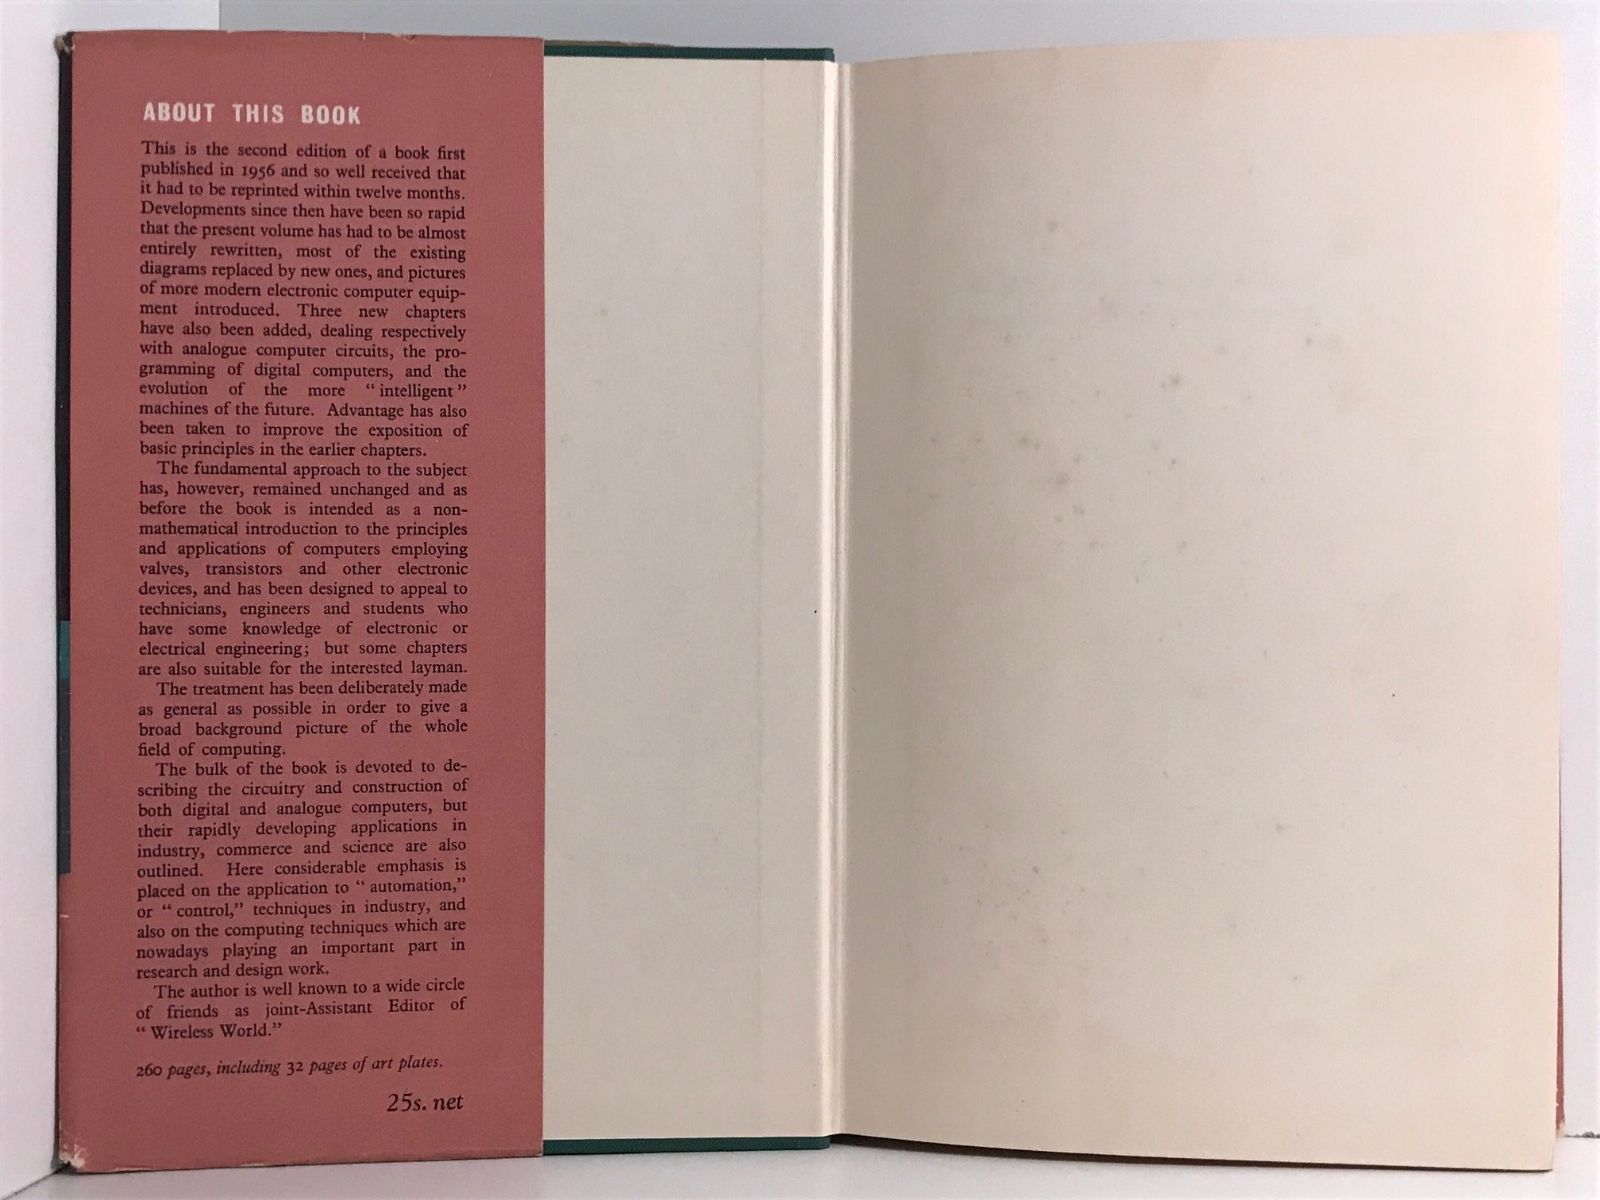 ABOUT THIS BOOK
This is the second edition of a book first
published in 1956 and so well received that
it had to be reprinted within twelve months.
Developments since then have been so rapid
that the present volume has had to be almost
entirely rewritten, most of the existing
diagrams replaced by new ones, and pictures
of more modern electronic computer equip-
ment introduced. Three new chapters
have also been added, dealing respectively
with analogue computer circuits, the pro-
gramming of digital computers, and the
evolution of the more "intelligent"
machines of the future. Advantage has also
been taken to improve the exposition of
basic principles in the earlier chapters.
The fundamental approach to the subject
has, however, remained unchanged and as
before the book is intended as a non-
mathematical introduction to the principles
and applications of computers employing
valves, transistors and other electronic
devices, and has been designed to appeal to
technicians, engineers and students who
have some knowledge of electronic or
electrical engineering; but some chapters
are also suitable for the interested layman.
The treatment has been deliberately made
as general as possible in order to give a
broad background picture of the whole
field of computing.
The bulk of the book is devoted to de-
scribing the circuitry and construction of
both digital and analogue computers, but
their rapidly developing applications in
industry, commerce and science are also
outlined. Here considerable emphasis is
placed on the application to "automation,"
or "control," techniques in industry, and
also on the computing techniques which are
nowadays playing an important part in
research and design work.
The author is well known to a wide circle
of friends as joint-Assistant Editor of
"Wireless World."
260 pages, including 32 pages of art plates.
25s. net